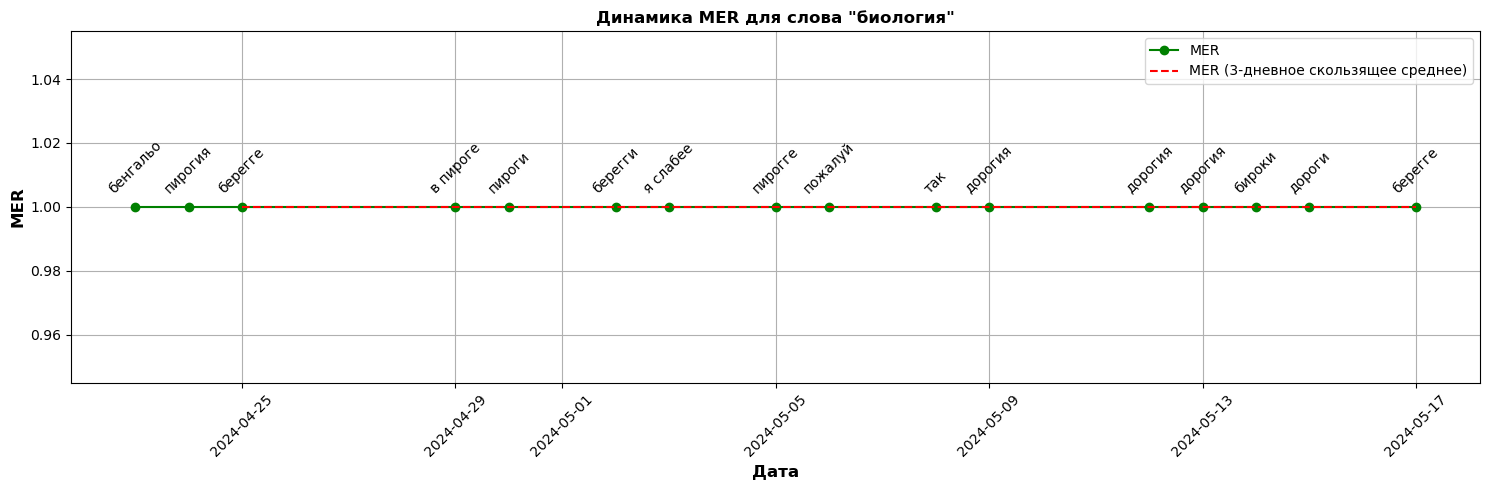 Динамика MER для слова "биология"
MER
MER (3-дневное скользящее среднее)
1.04
1.02
1.00
0.98
0.96
MER
бенгальо
пирогия
берегге
в пироге
пироги
берегги
я слабее
пирогге
пожалуй
так
дорогия
дорогия
дорогия
бироки
дороги
берегге
2024-04-25
2024-04-29
2024-05-01
2024-05-05
2024-05-09
2024-05-13
2024-05-17
Дата